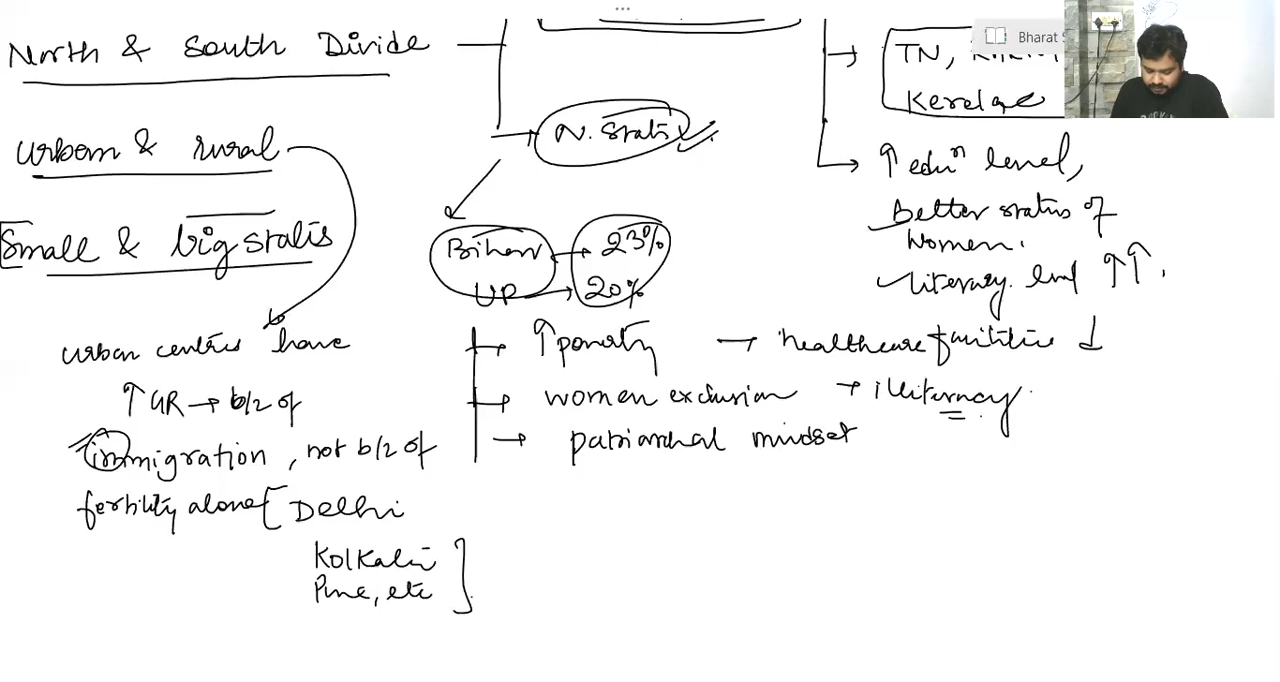 North & South Divide
Urban & rural
Small & big states
N. States
Bihar → 23%
UP → 20%
↑ poverty → healthcare facilities ↓
→ women exclusion → illiteracy
→ patriarchal mindset
→ TN,
Kerala
Bharat
→ ↑ eduⁿ level,
Better status of
women.
literacy level ↑↑.
urban centres have
↑ GR → b/z of
immigration, not b/z of
fertility alone [Delhi
Kolkata
Pune, etc]